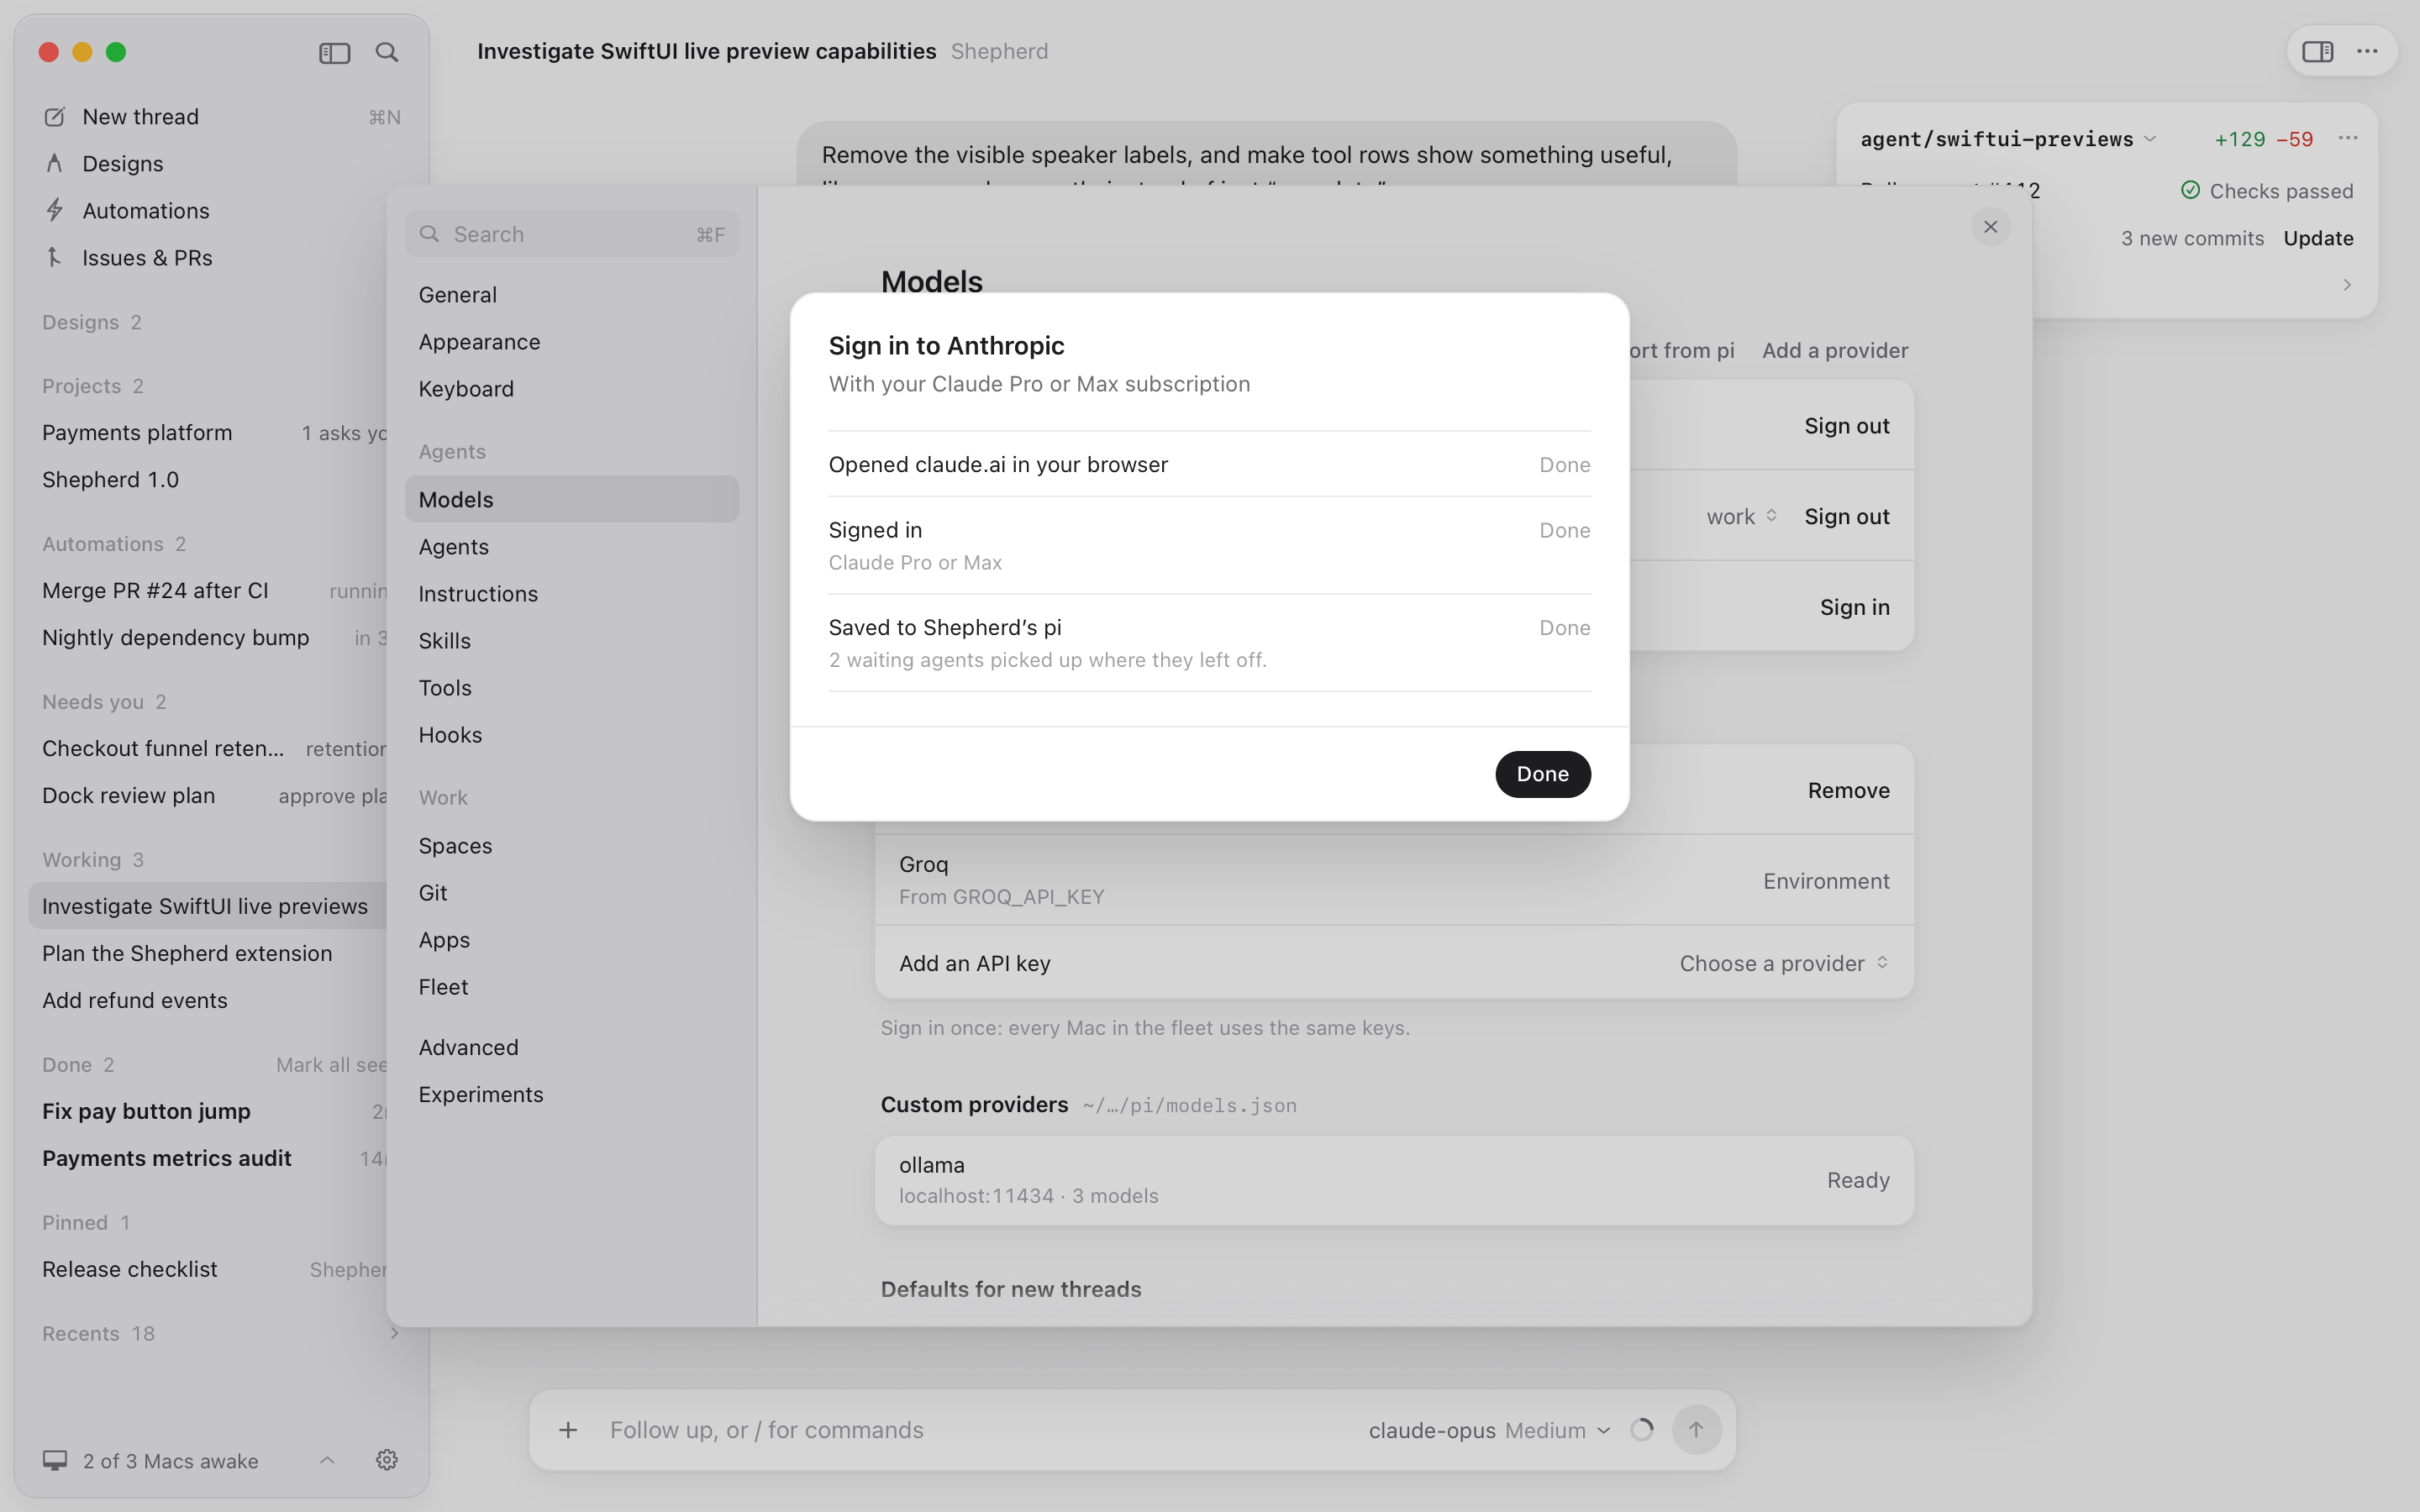 New thread ⌘N
Designs
Automations
Issues & PRs
Designs 2
Projects 2
Payments platform 1 asks
Shepherd 1.0
Automations 2
Merge PR #24 after CI
Nightly dependency bump in 3
Needs you 2
Checkout funnel reten...
Dock review plan approve
Working 3
Investigate SwiftUI live previews
Plan the Shepherd extension
Add refund events
Done 2 Mark all
Fix pay button jump
Payments metrics audit
Pinned 1
Release checklist
Recents 18
2 of 3 Macs awake
Investigate SwiftUI live preview capabilities Shepherd
Remove the visible speaker labels, and make tool rows show something useful,
agent/swiftui-previews +129 −59
Checks passed
3 new commits Update
Search ⌘F
General
Appearance
Keyboard
Agents
Models
Agents
Instructions
Skills
Tools
Hooks
Work
Spaces
Git
Apps
Fleet
Advanced
Experiments
Models
from pi Add a provider
Sign out
work Sign out
Sign in
Remove
Groq
From GROQ_API_KEY
Environment
Add an API key Choose a provider
Sign in once: every Mac in the fleet uses the same keys.
Custom providers ~/…/pi/models.json
ollama
localhost:11434 · 3 models
Ready
Defaults for new threads
Sign in to Anthropic
With your Claude Pro or Max subscription
Opened claude.ai in your browser Done
Signed in Done
Claude Pro or Max
Saved to Shepherd’s pi Done
2 waiting agents picked up where they left off.
Done
Follow up, or / for commands
claude-opus Medium